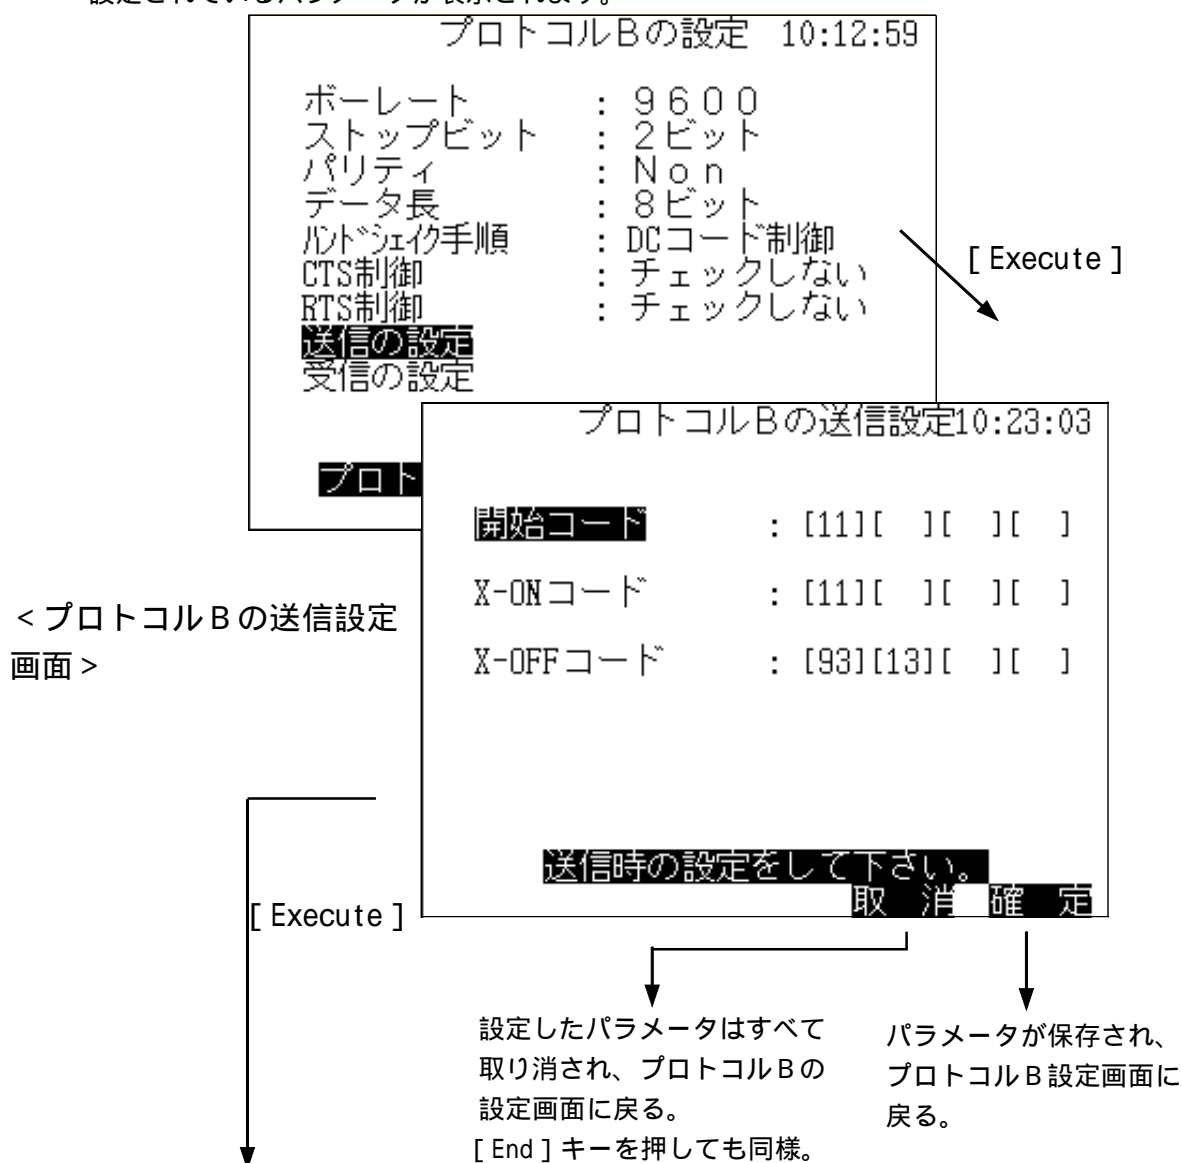 設定されているパラメータが表示されます。
プロトコルBの設定 10:12:59
ボーレート : 9600
ストップビット : 2ビット
パリティ : Non
データ長 : 8ビット
ﾊﾝﾄﾞｼｪｲｸ手順 : DCコード制御
CTS制御 : チェックしない
RTS制御 : チェックしない
送信の設定
受信の設定
プロト
[ Execute ]
プロトコルBの送信設定10:23:03
開始コード : [11][ ][ ][ ]
X-ONコード : [11][ ][ ][ ]
X-OFFコード : [93][13][ ][ ]
送信時の設定をして下さい。
取 消 確 定
<プロトコルBの送信設定
画面>
[ Execute ]
設定したパラメータはすべて
取り消され、プロトコルBの
設定画面に戻る。
[ End ] キーを押しても同様。
パラメータが保存され、
プロトコルB設定画面に
戻る。